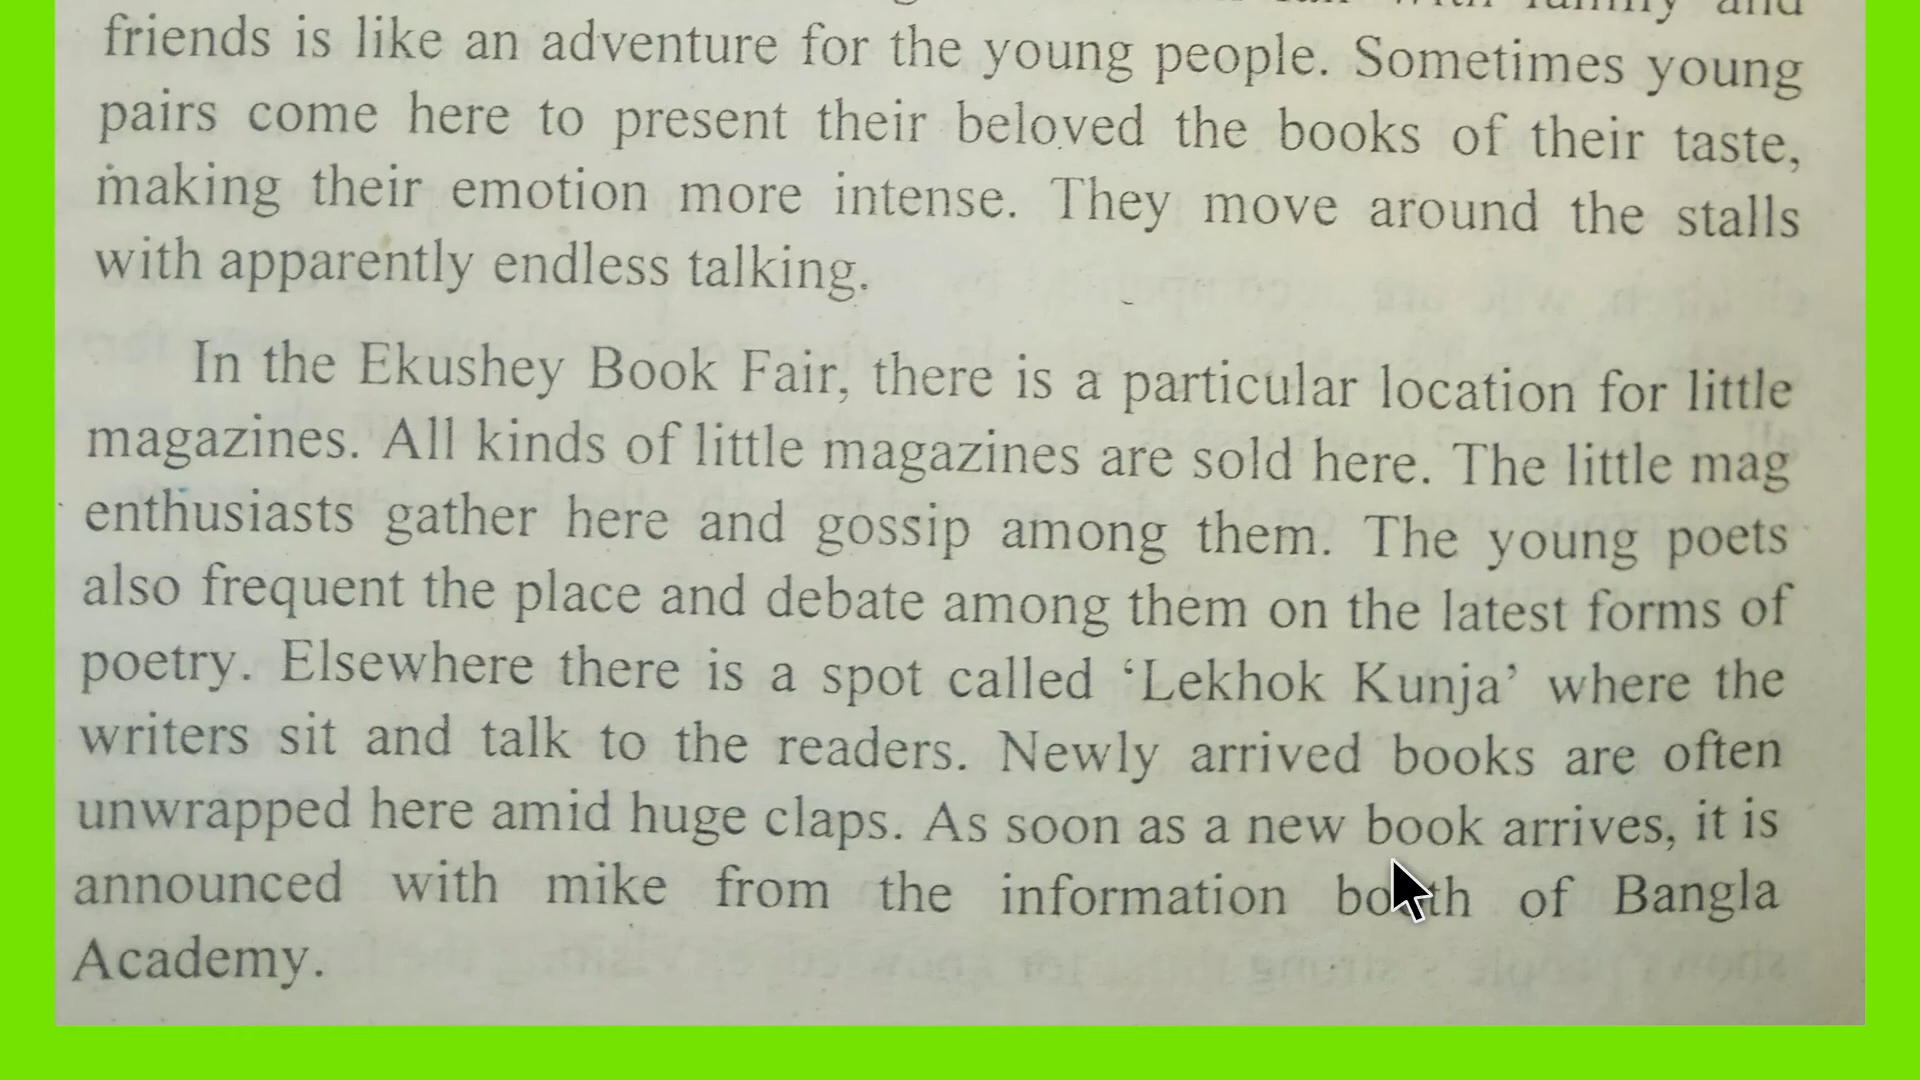 with family and
friends is like an adventure for the young people. Sometimes young
pairs come here to present their beloved the books of their taste,
making their emotion more intense. They move around the stalls
with apparently endless talking.
In the Ekushey Book Fair, there is a particular location for little
magazines. All kinds of little magazines are sold here. The little mag
enthusiasts gather here and gossip among them. The young poets
also frequent the place and debate among them on the latest forms of
poetry. Elsewhere there is a spot called ‘Lekhok Kunja’ where the
writers sit and talk to the readers. Newly arrived books are often
unwrapped here amid huge claps. As soon as a new book arrives, it is
announced with mike from the information booth of Bangla
Academy.